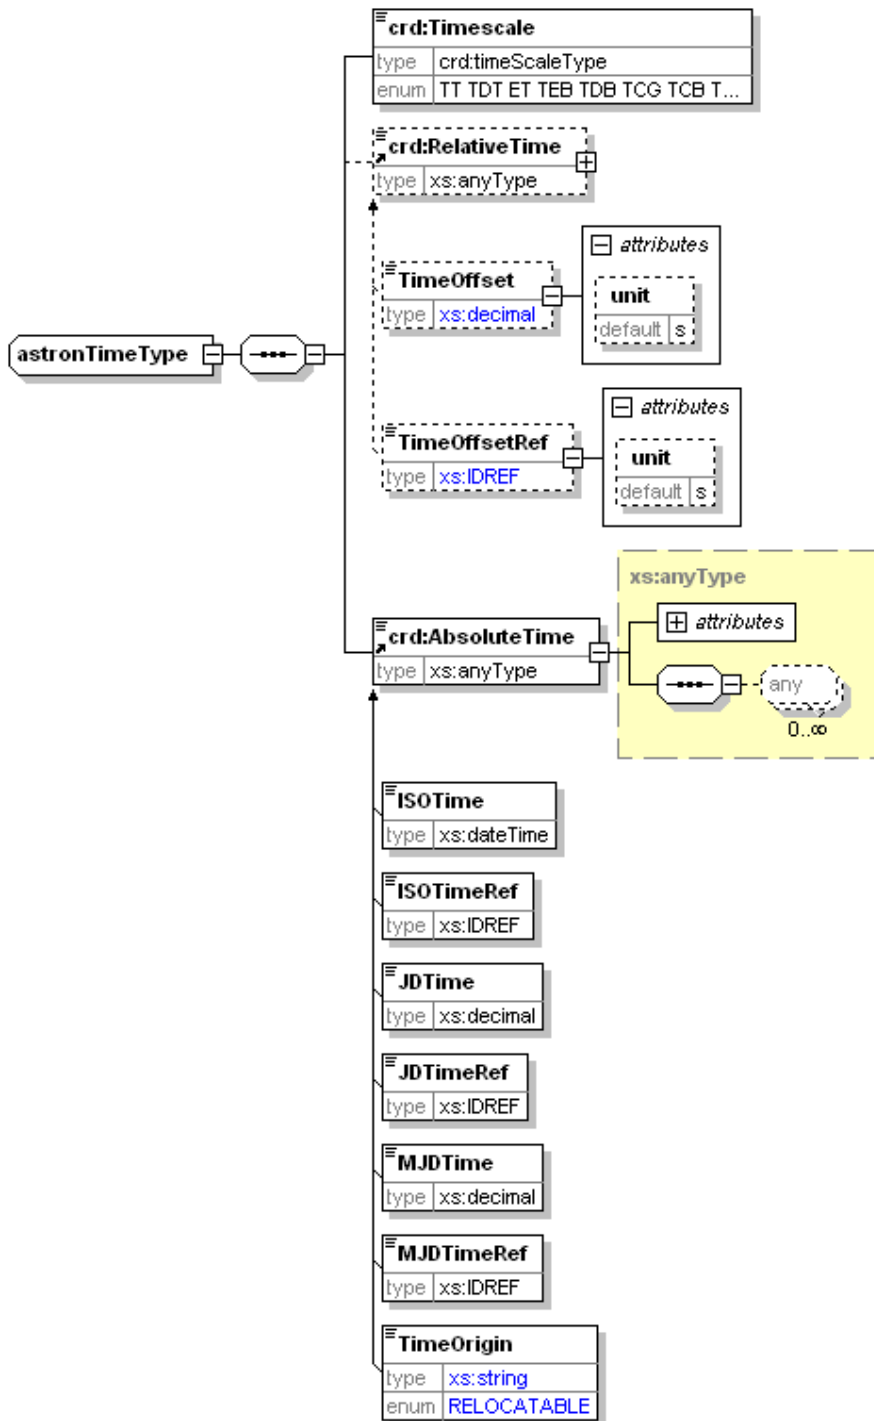 crd:Timescale
type crd:timeScaleType
enum TT TDT ET TEB TDB TCG TCB T...
crd:RelativeTime
type xs:anyType
attributes
TimeOffset
type xs:decimal
unit
default s
astronTimeType
attributes
TimeOffsetRef
type xs:IDREF
unit
default s
xs:anyType
attributes
crd:AbsoluteTime
type xs:anyType
any
0..∞
ISOTime
type xs:dateTime
ISOTimeRef
type xs:IDREF
JDTime
type xs:decimal
JDTimeRef
type xs:IDREF
MJDTime
type xs:decimal
MJDTimeRef
type xs:IDREF
TimeOrigin
type xs:string
enum RELOCATABLE